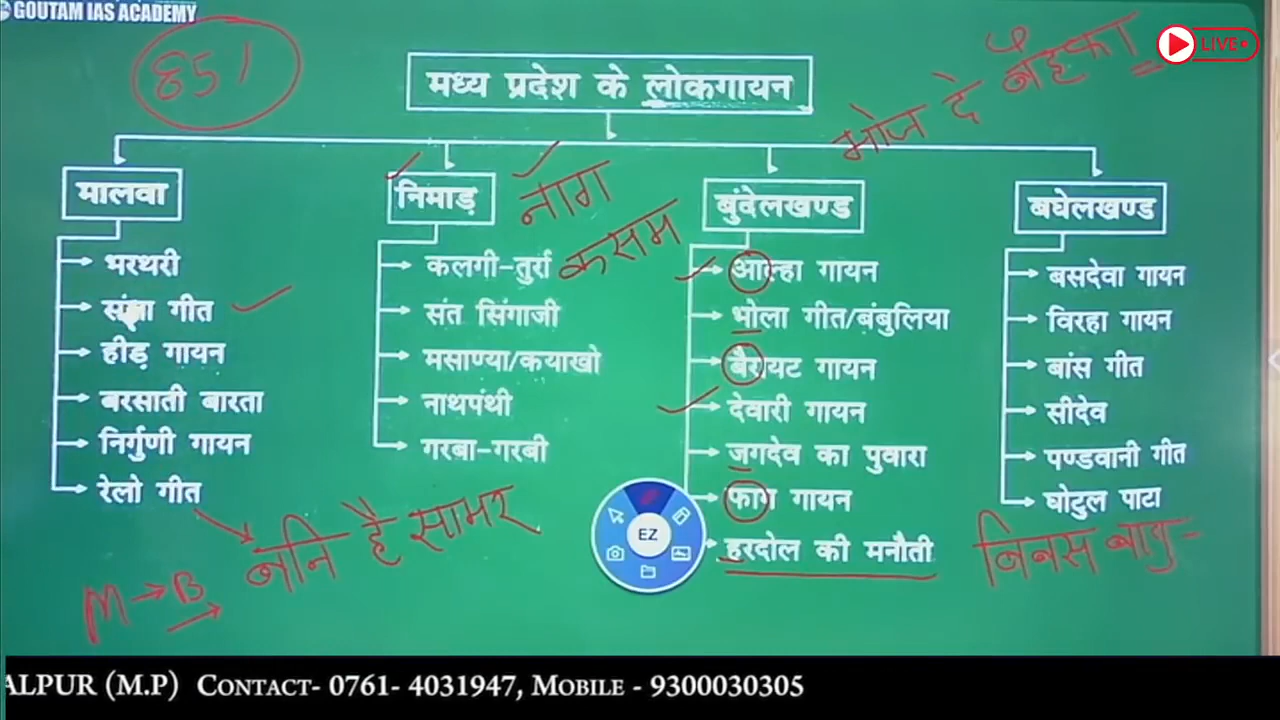 GOUTAM IAS ACADEMY
LIVE
851
मध्य प्रदेश के लोकगायन
भोज दे बहका
मालवा
भरथरी
संझा गीत
हीड़ गायन
बरसाती बारता
निर्गुणी गायन
रेलो गीत
निमाड़
नाग
कसम
कलगी-तुर्रा
संत सिंगाजी
मसाण्या/कयाखो
नाथपंथी
गरबा-गरबी
बुंदेलखण्ड
आल्हा गायन
भोला गीत/बंबुलिया
बैरायटा गायन
देवारी गायन
जगदेव का पुवारा
फाग गायन
हरदोल की मनौती
बघेलखण्ड
बसदेवा गायन
विरहा गायन
बांस गीत
सीदेव
पण्डवानी गीत
घोटुल पाटा
M→B
बनि है सामर
EZ
ALPUR (M.P) CONTACT- 0761- 4031947, MOBILE - 9300030305